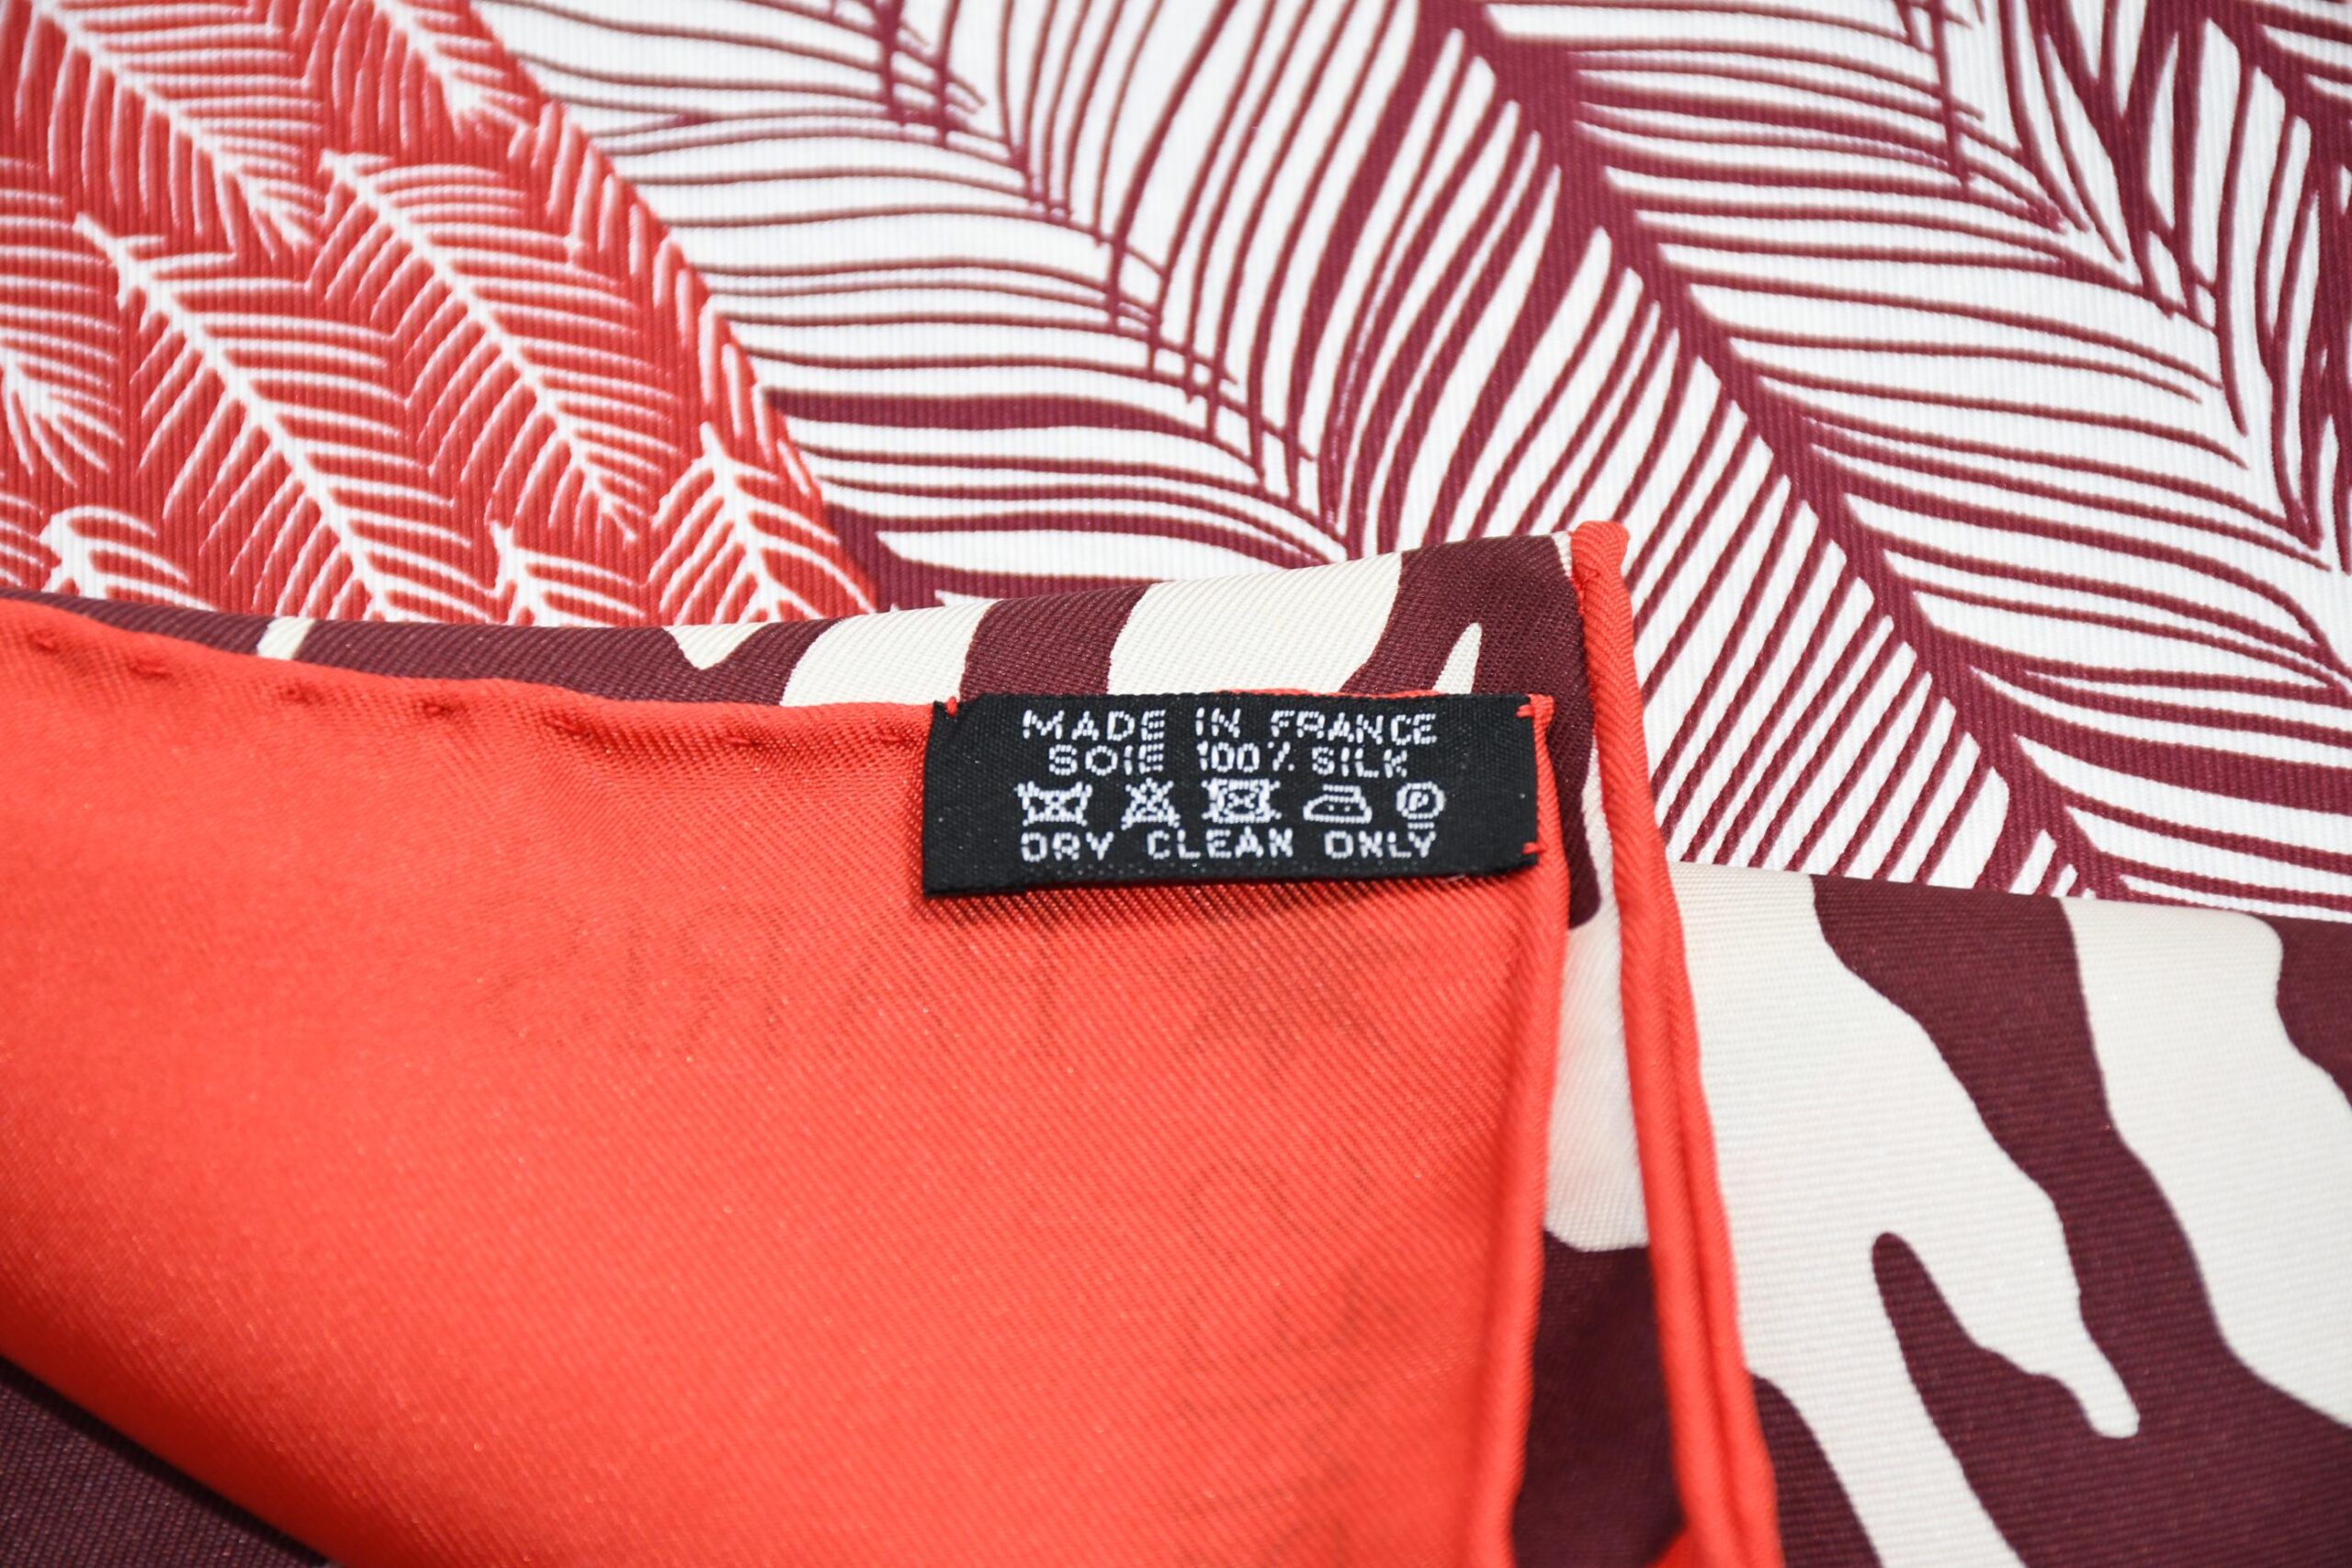 MADE IN FRANCE
SOIE 100% SILK
P
DRY CLEAN ONLY